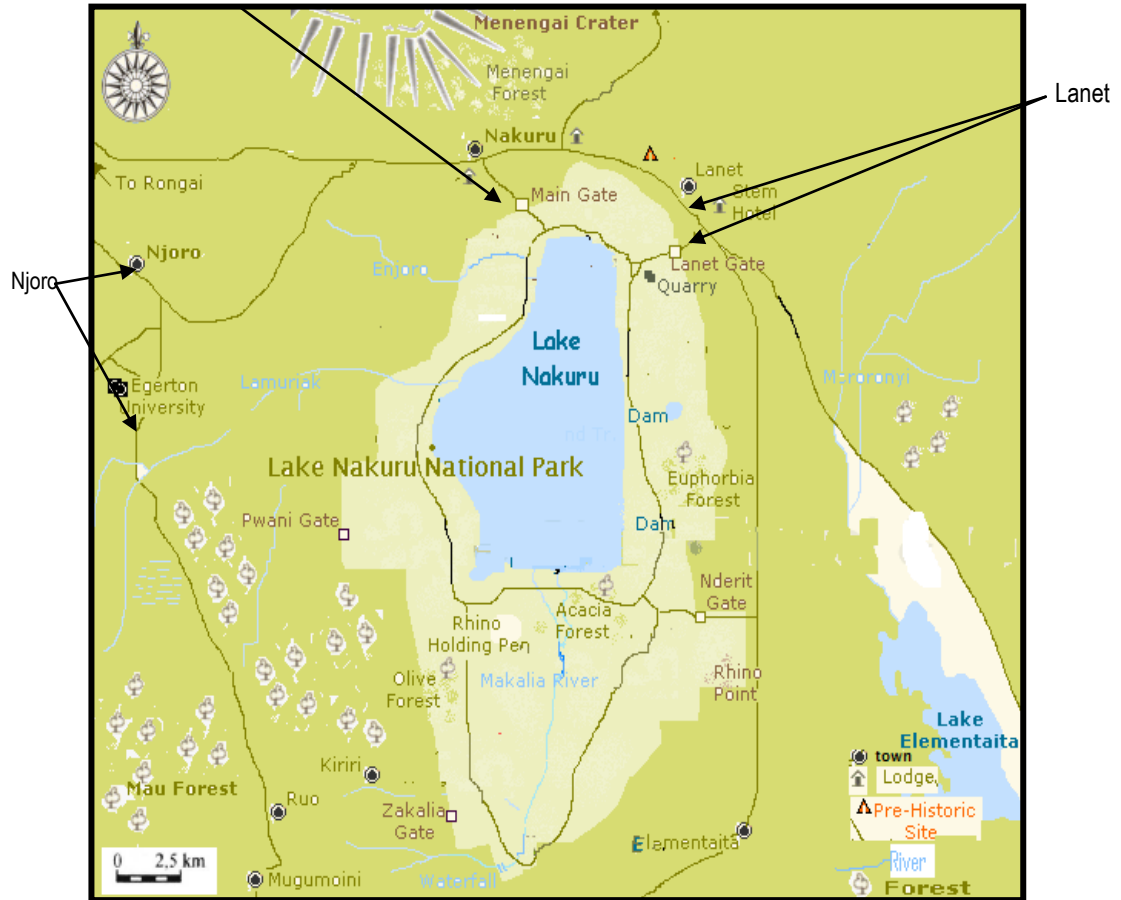 Menengai Crater
Menengai
Forest
Nakuru
Lanet
To Rongai
Main Gate
Lanet
Stem
Hotel
Njoro
Enjoro
Lanet Gate
Quarry
Njoro
Lake
Nakuru
Egerton
University
Lamuriak
Moronyi
Dam
Lake Nakuru National Park
Euphorbia
Forest
Pwani Gate
Dam
Nderit
Gate
Acacia
Forest
Rhino
Holding Pen
Olive
Forest
Makalia River
Rhino
Point
Lake
Elementaita
town
Lodge
Pre-Historic
Site
River
Forest
Kiriri
Mau Forest
Ruo
Zakalia
Gate
Elamentaita
0 2,5 km
Mugumoini
Waterfall